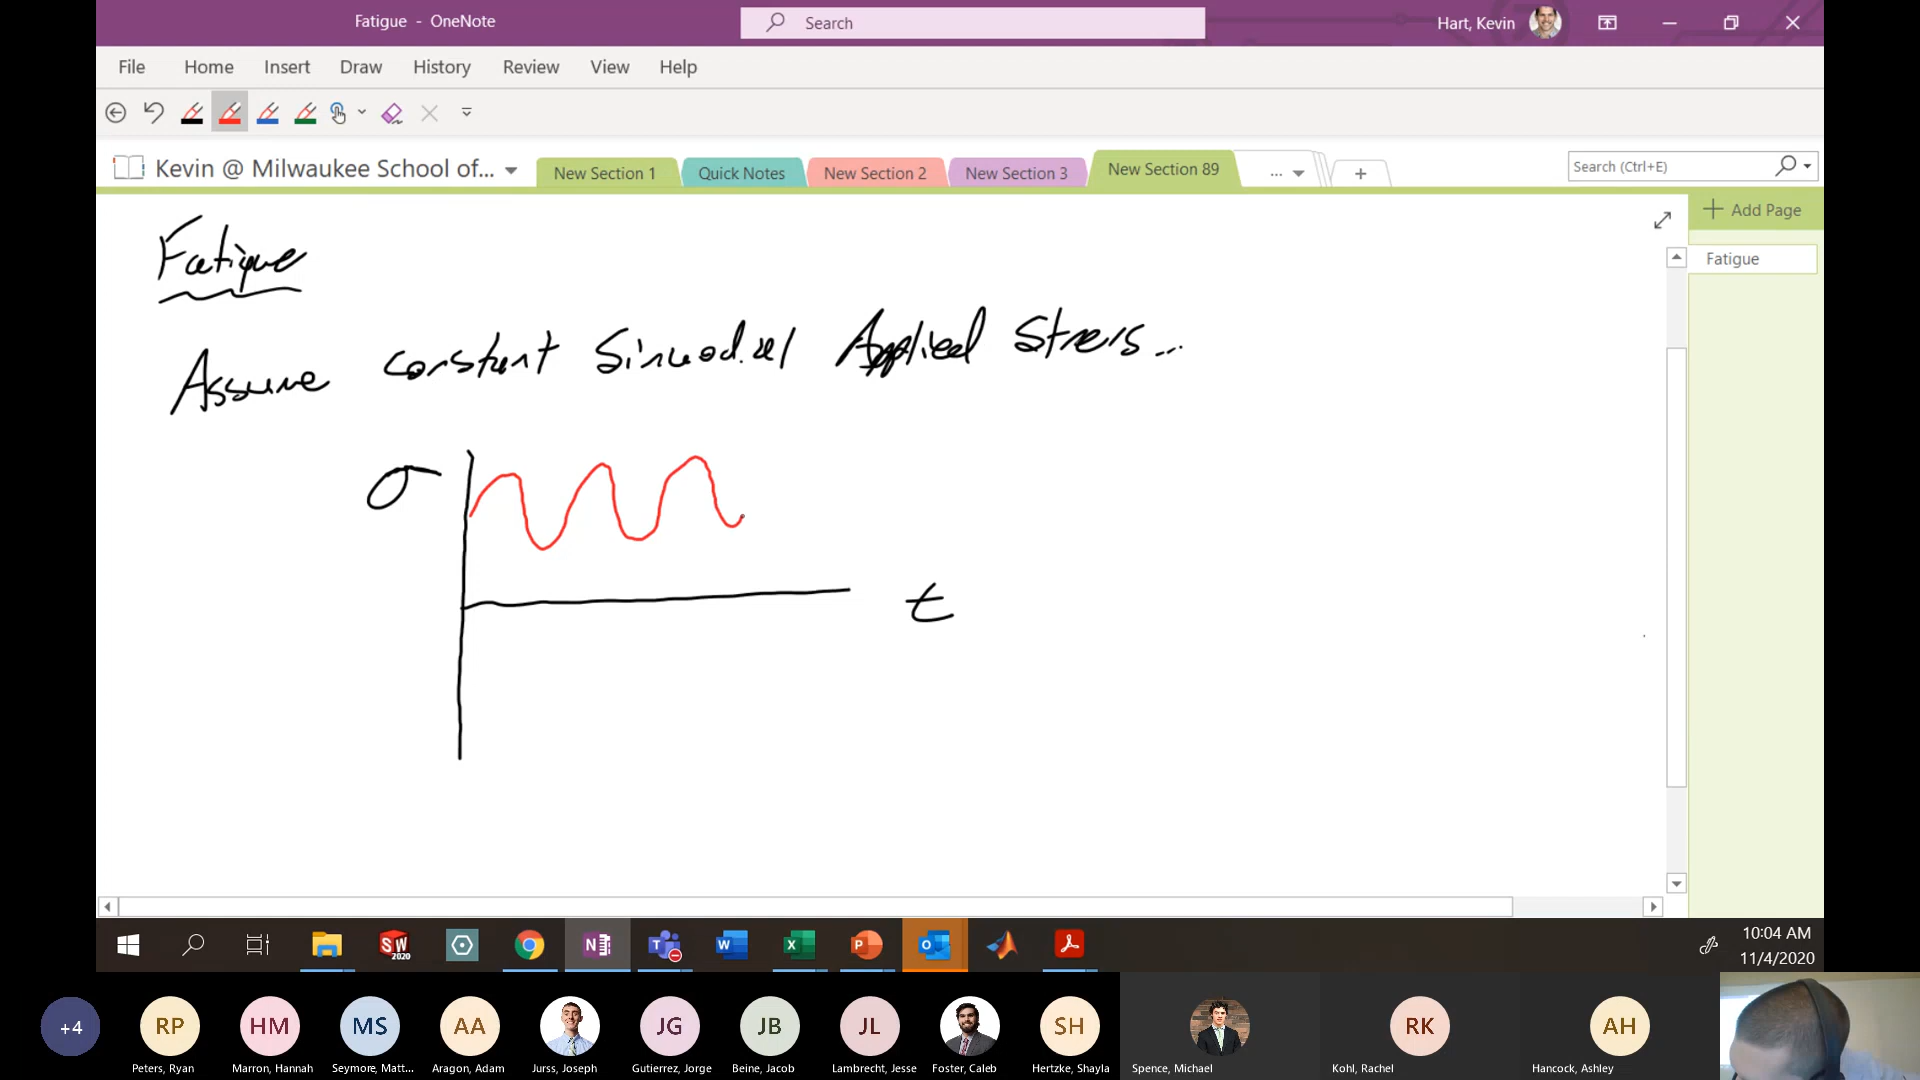 Fatigue - OneNote
Search
Hart, Kevin
File Home Insert Draw History Review View Help
Kevin @ Milwaukee School of...
New Section 1
Quick Notes
New Section 2
New Section 3
New Section 89
...
Search (Ctrl+E)
Add Page
Fatigue
Fatigue
Assume constant Sinusodial Applied Stress...
σ
t
SW 2020
10:04 AM
11/4/2020
+4 RP HM MS AA JG JB JL SH RK AH
Peters, Ryan
Marron, Hannah
Seymore, Matt...
Aragon, Adam
Jurss, Joseph
Gutierrez, Jorge
Beine, Jacob
Lambrecht, Jesse
Foster, Caleb
Hertzke, Shayla
Spence, Michael
Kohl, Rachel
Hancock, Ashley